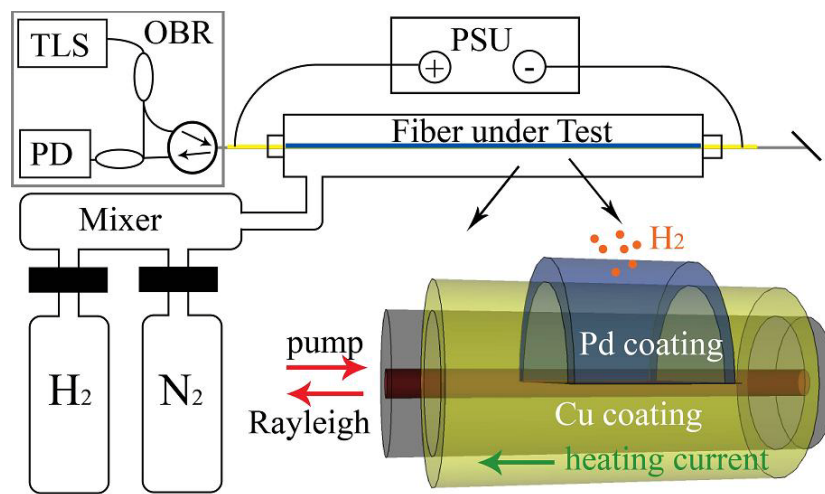 TLS
OBR
PD
PSU
+
-
Fiber under Test
Mixer
H2
N2
H2
pump
Rayleigh
Pd coating
Cu coating
heating current